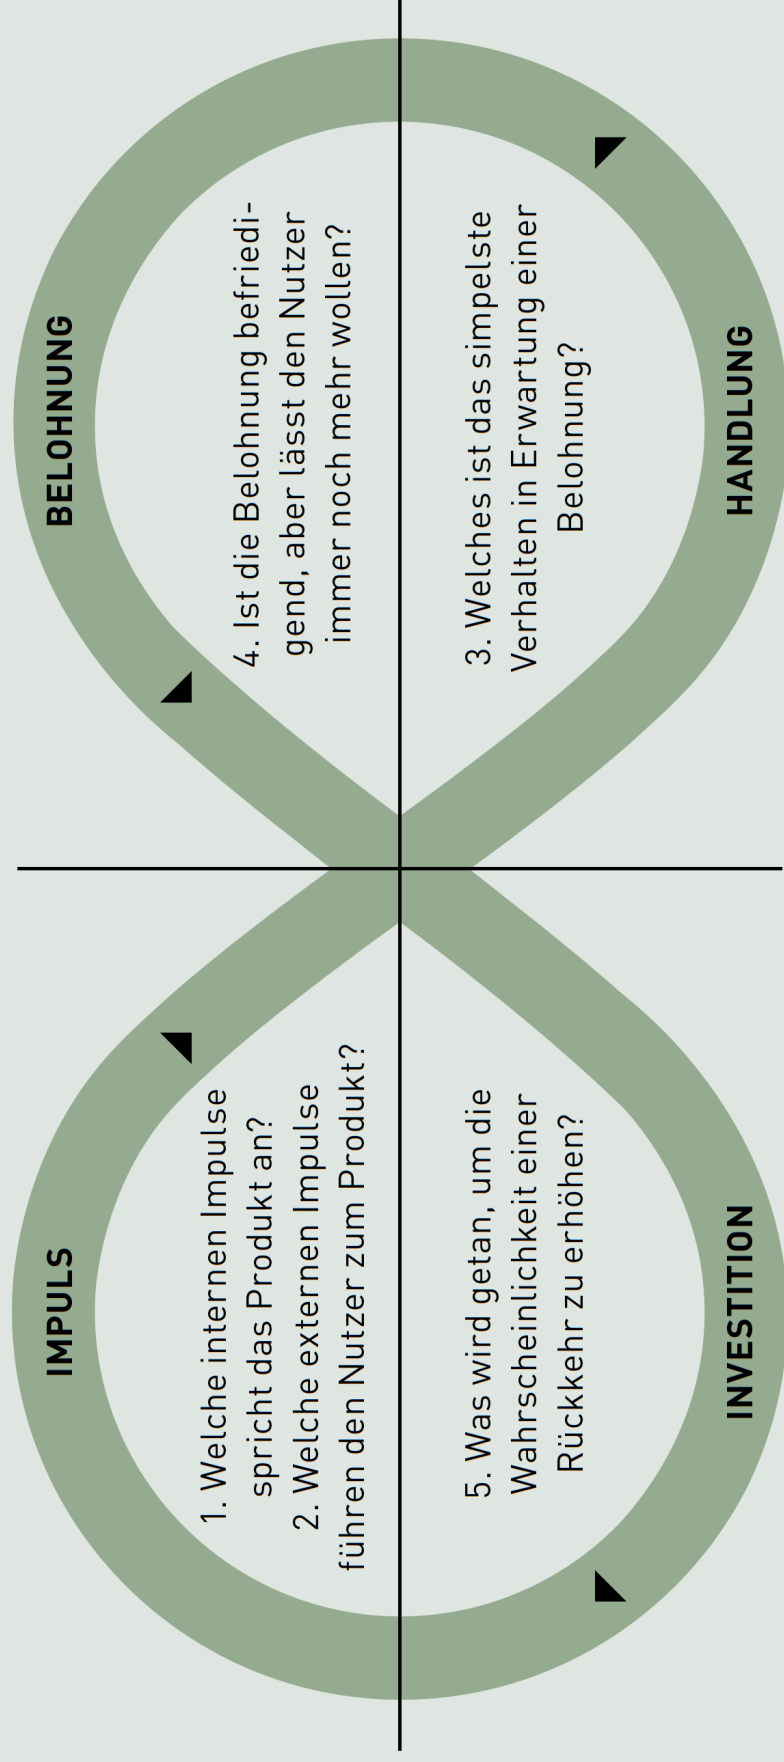 IMPULS
1. Welche internen Impulse
spricht das Produkt an?
2. Welche externen Impulse
führen den Nutzer zum Produkt?
BELOHNUNG
4. Ist die Belohnung befriedi-
gend, aber lässt den Nutzer
immer noch mehr wollen?
5. Was wird getan, um die
Wahrscheinlichkeit einer
Rückkehr zu erhöhen?
INVESTITION
3. Welches ist das simpelste
Verhalten in Erwartung einer
Belohnung?
HANDLUNG